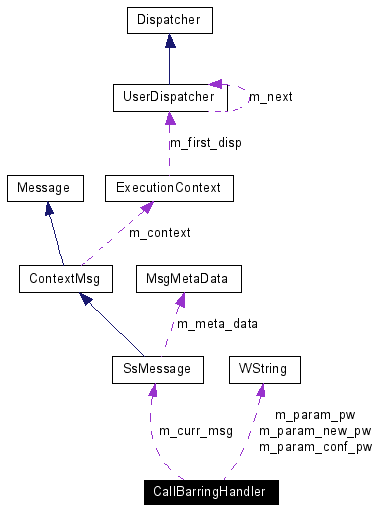 Dispatcher
UserDispatcher
m_next
m_first_disp
Message
ExecutionContext
m_context
ContextMsg
MsgMetaData
m_meta_data
SsMessage
WString
m_curr_msg
m_param_pw
m_param_new_pw
m_param_conf_pw
CallBarringHandler